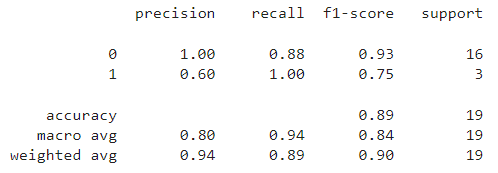 precision recall f1-score support
0 1.00 0.88 0.93 16
1 0.60 1.00 0.75 3
accuracy 0.89 19
macro avg 0.80 0.94 0.84 19
weighted avg 0.94 0.89 0.90 19